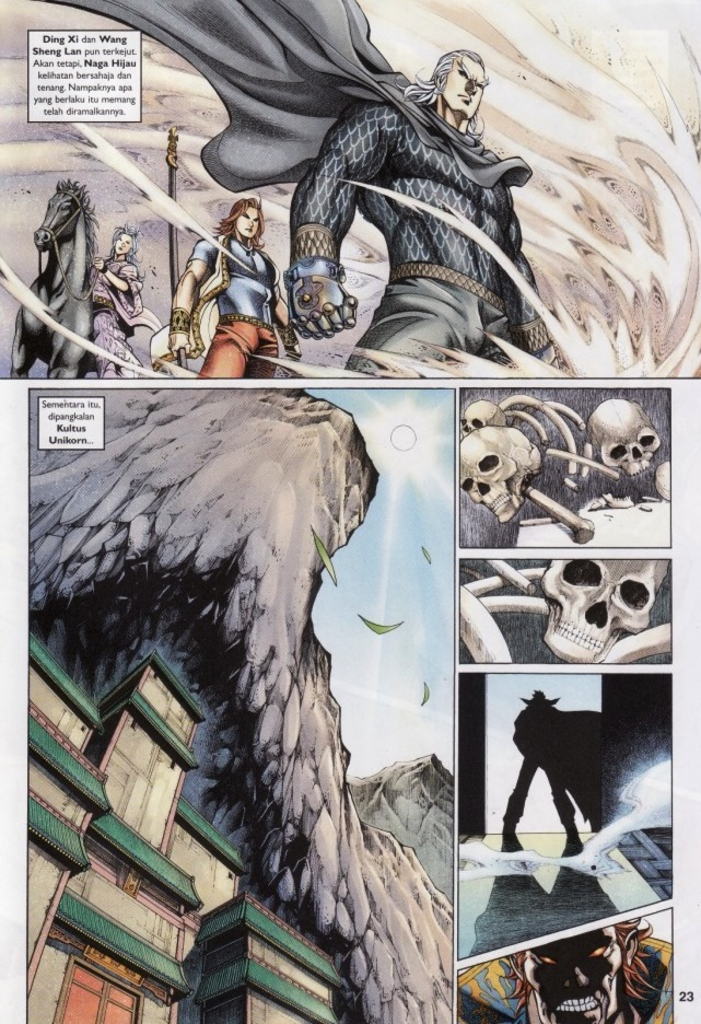 Ding Xi dan Wang
Sheng Lan pun terkejut.
Akan tetapi, Naga Hijau
kelihatan bersahaja dan
tenang. Nampaknya apa
yang berlaku itu memang
telah diramalkannya.
Sementara itu,
dipangkalan
Kultus
Unikorn...
23